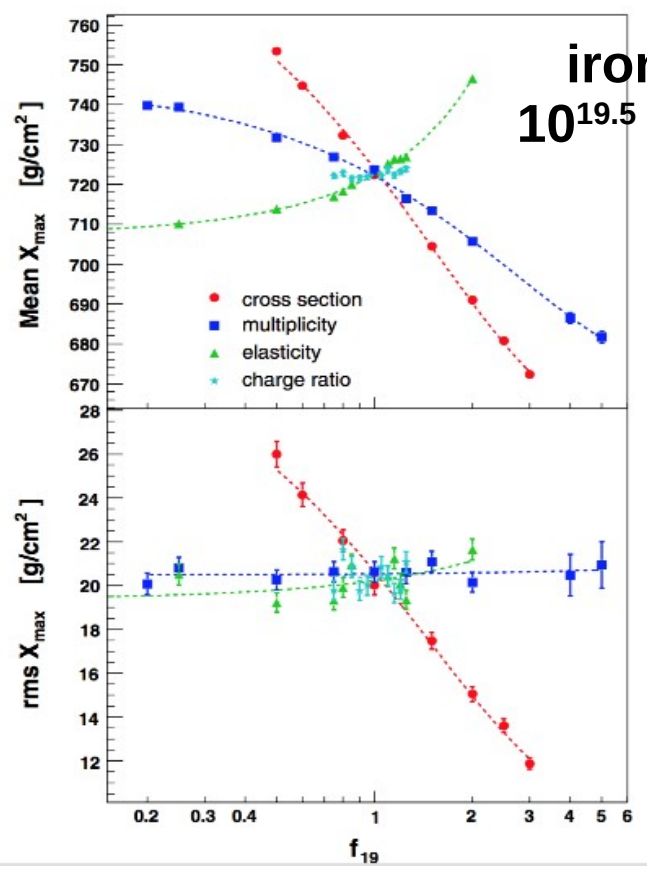 iron
10^19.5
Mean X_max [g/cm²]
760
750
740
730
720
710
700
690
680
670
cross section
multiplicity
elasticity
charge ratio
rms X_max [g/cm²]
28
26
24
22
20
18
16
14
12
0.2 0.3 0.4 1 2 3 4 5 6
f_19